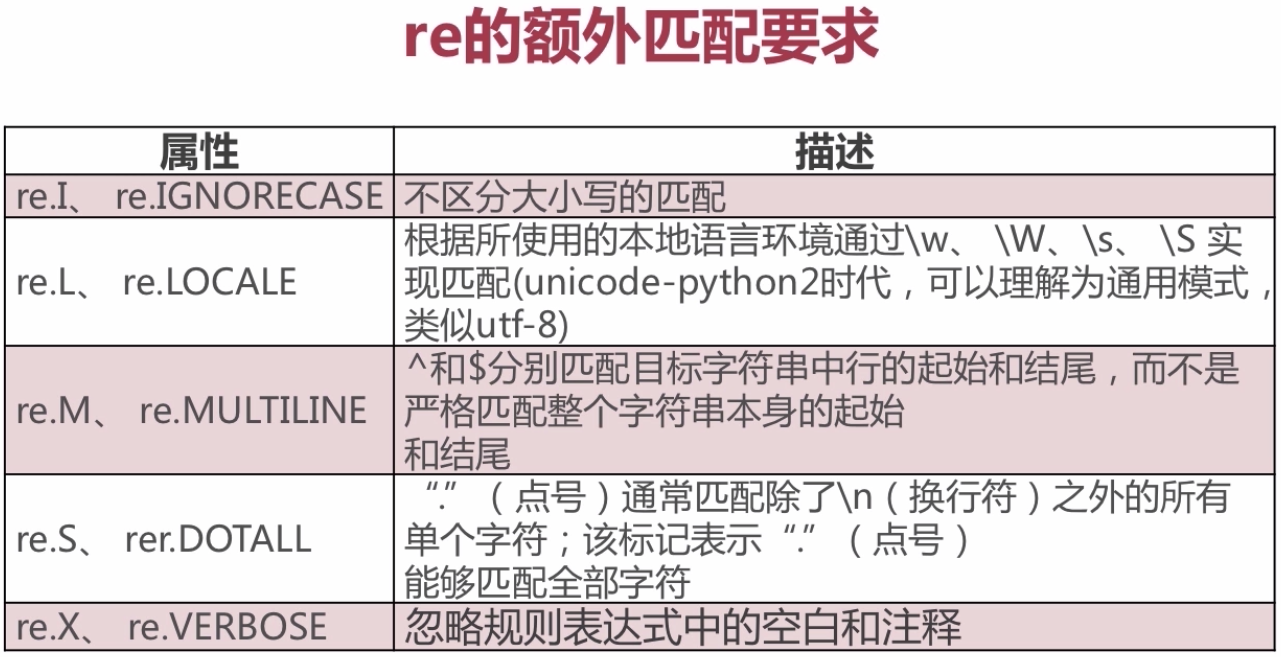 re的额外匹配要求
属性 描述
re.I、 re.IGNORECASE 不区分大小写的匹配
re.L、 re.LOCALE
根据所使用的本地语言环境通过\w、 \W、\s、 \S 实
现匹配(unicode-python2时代，可以理解为通用模式，
类似utf-8)
re.M、 re.MULTILINE
^和$分别匹配目标字符串中行的起始和结尾，而不是
严格匹配整个字符串本身的起始
和结尾
re.S、 rer.DOTALL
“.”（点号）通常匹配除了\n（换行符）之外的所有
单个字符；该标记表示“.”（点号）
能够匹配全部字符
re.X、 re.VERBOSE 忽略规则表达式中的空白和注释